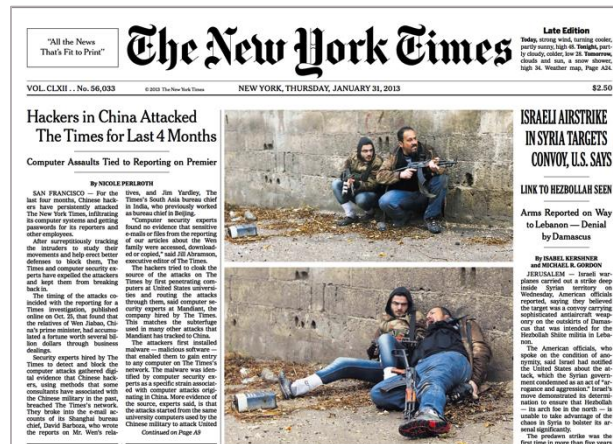 "All the News
That's Fit to Print"
The New York Times
Late Edition
Today, strong wind, turning cooler,
partly sunny, high 48. Tonight, part-
ly cloudy, colder, low 28. Tomorrow,
clouds and sun, a snow shower,
high 34. Weather map, Page A24.
VOL. CLXII . . No. 56,033
© 2013 The New York Times
NEW YORK, THURSDAY, JANUARY 31, 2013
$2.50
Hackers in China Attacked
The Times for Last 4 Months
Computer Assaults Tied to Reporting on Premier
By NICOLE PERLROTH
SAN FRANCISCO — For the
last four months, Chinese hack-
ers have persistently attacked
The New York Times, infiltrating
its computer systems and getting
passwords for its reporters and
other employees.
After surreptitiously tracking
the intruders to study their
movements and help erect better
defenses to block them, The
Times and computer security ex-
perts have expelled the attackers
and kept them from breaking
back in.
The timing of the attacks co-
incided with the reporting for a
Times investigation, published
online on Oct. 25, that found that
the relatives of Wen Jiabao, Chi-
na's prime minister, had accumu-
lated a fortune worth several bil-
lion dollars through business
dealings.
Security experts hired by The
Times to detect and block the
computer attacks gathered digi-
tal evidence that Chinese hack-
ers, using methods that some
consultants have associated with
the Chinese military in the past,
breached The Times's network.
They broke into the e-mail ac-
counts of its Shanghai bureau
chief, David Barboza, who wrote
the reports on Mr. Wen's rela-
tives, and Jim Yardley, The
Times's South Asia bureau chief
in India, who previously worked
as bureau chief in Beijing.
"Computer security experts
found no evidence that sensitive
e-mails or files from the reporting
of our articles about the Wen
family were accessed, download-
ed or copied," said Jill Abramson,
executive editor of The Times.
The hackers tried to cloak the
source of the attacks on The
Times by first penetrating com-
puters at United States universi-
ties and routing the attacks
through them, said computer se-
curity experts at Mandiant, the
company hired by The Times.
This matches the subterfuge
used in many other attacks that
Mandiant has tracked to China.
The attackers first installed
malware — malicious software —
that enabled them to gain entry
to any computer on The Times's
network. The malware was iden-
tified by computer security ex-
perts as a specific strain associat-
ed with computer attacks origi-
nating in China. More evidence of
the source, experts said, is that
the attacks started from the same
university computers used by the
Chinese military to attack United
Continued on Page A9
ISRAELI AIRSTRIKE
IN SYRIA TARGETS
CONVOY, U.S. SAYS
LINK TO HEZBOLLAH SEEN
Arms Reported on Way
to Lebanon — Denial
by Damascus
By ISABEL KERSHNER
and MICHAEL R. GORDON
JERUSALEM — Israeli war-
planes carried out a strike deep
inside Syrian territory on
Wednesday, American officials
reported, saying they believed
the target was a convoy carrying
sophisticated antiaircraft weap-
onry on the outskirts of Damas-
cus that was intended for the
Hezbollah Shiite militia in Leba-
non.
The American officials, who
spoke on the condition of ano-
nymity, said Israel had notified
the United States about the at-
tack, which the Syrian govern-
ment condemned as an act of "ar-
rogance and aggression." Israel's
move demonstrated its determi-
nation to ensure that Hezbollah
— its arch foe in the north — is
unable to take advantage of the
chaos in Syria to bolster its ar-
senal significantly.
The predawn strike was the
first time in more than five years